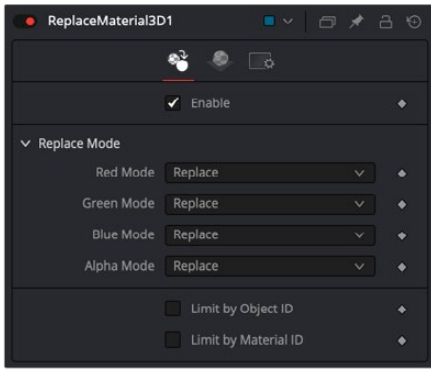 ReplaceMaterial3D1
Enable
Replace Mode
Red Mode Replace
Green Mode Replace
Blue Mode Replace
Alpha Mode Replace
Limit by Object ID
Limit by Material ID